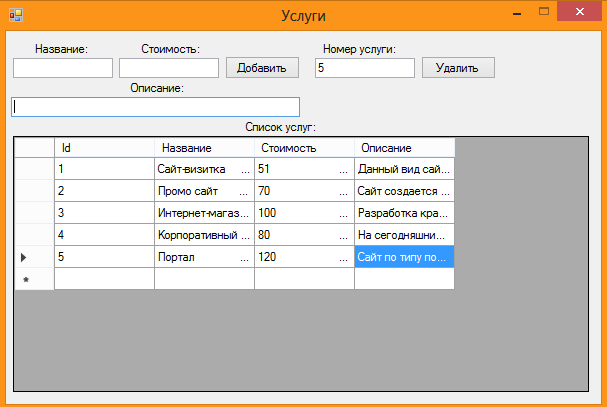 Услуги
Название: Стоимость: Номер услуги:
Добавить 5 Удалить
Описание:
Список услуг:
Id Название Стоимость Описание
1 Сайт-визитка ... 51 ... Данный вид сай...
2 Промо сайт ... 70 ... Сайт создается ...
3 Интернет-магаз... 100 ... Разработка кра...
4 Корпоративный ... 80 ... На сегодняшни...
5 Портал ... 120 ... Сайт по типу по...